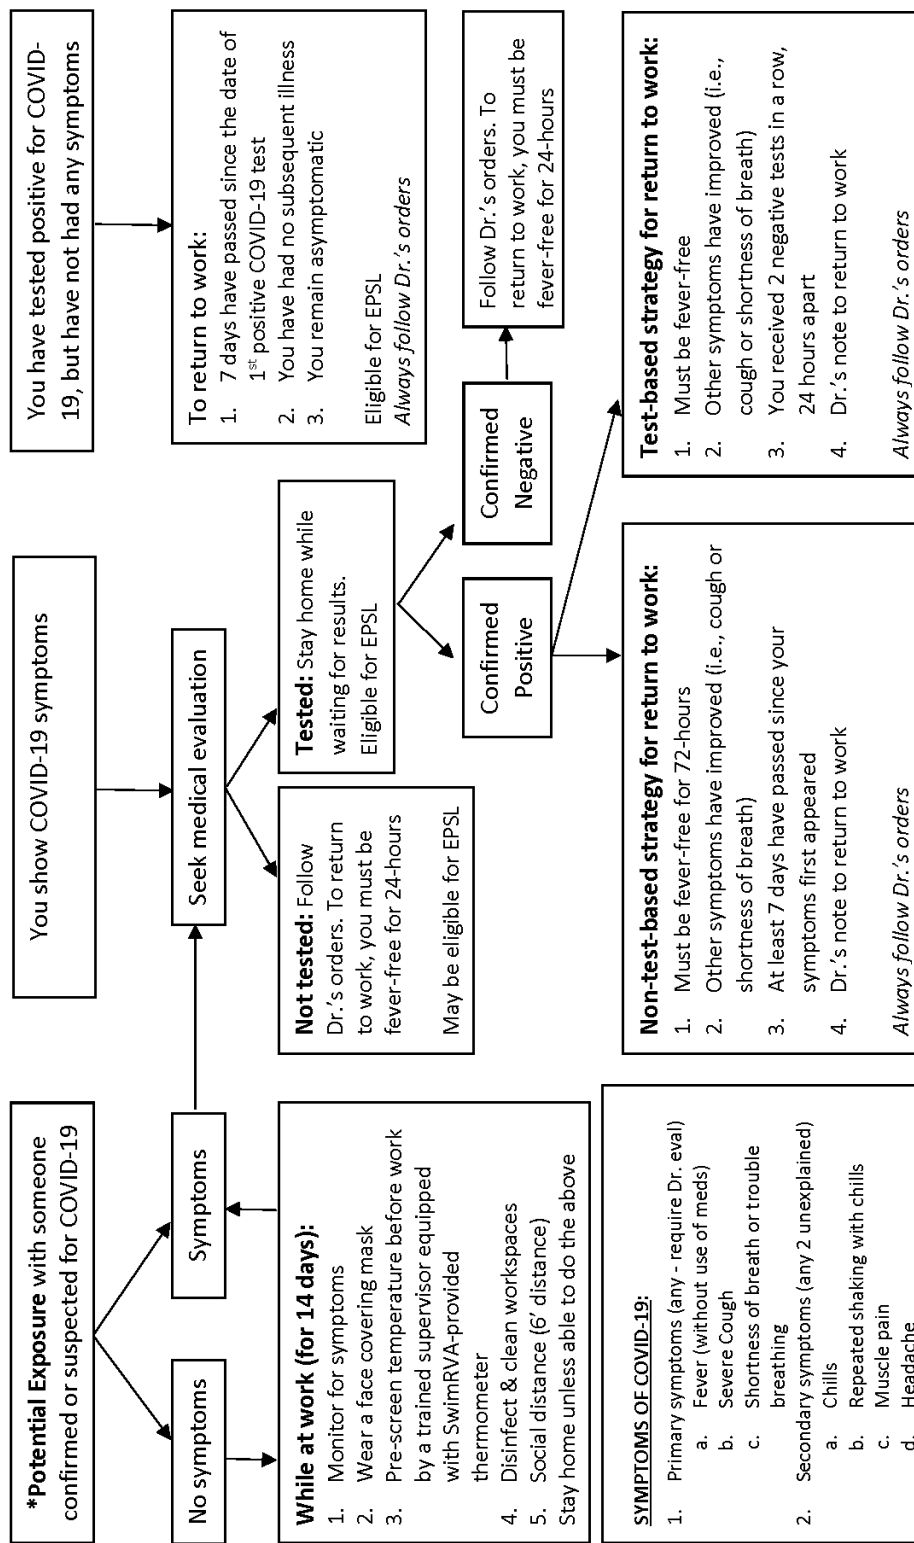 *Potential Exposure with someone
confirmed or suspected for COVID-19
No symptoms
Symptoms
While at work (for 14 days):
1. Monitor for symptoms
2. Wear a face covering mask
3. Pre-screen temperature before work
by a trained supervisor equipped
with SwimRVA-provided
thermometer
4. Disinfect & clean workspaces
5. Social distance (6' distance)
Stay home unless able to do the above
SYMPTOMS OF COVID-19:
1. Primary symptoms (any - require Dr. eval)
a. Fever (without use of meds)
b. Severe Cough
c. Shortness of breath or trouble
breathing
2. Secondary symptoms (any 2 unexplained)
a. Chills
b. Repeated shaking with chills
c. Muscle pain
d. Headache
You show COVID-19 symptoms
Seek medical evaluation
Not tested: Follow
Dr.'s orders. To return
to work, you must be
fever-free for 24-hours
May be eligible for EPSL
Tested: Stay home while
waiting for results.
Eligible for EPSL
Confirmed
Positive
Confirmed
Negative
Follow Dr.'s orders. To
return to work, you must be
fever-free for 24-hours
Non-test-based strategy for return to work:
1. Must be fever-free for 72-hours
2. Other symptoms have improved (i.e., cough or
shortness of breath)
3. At least 7 days have passed since your
symptoms first appeared
4. Dr.'s note to return to work
Always follow Dr.'s orders
Test-based strategy for return to work:
1. Must be fever-free
2. Other symptoms have improved (i.e.,
cough or shortness of breath)
3. You received 2 negative tests in a row,
24 hours apart
4. Dr.'s note to return to work
Always follow Dr.'s orders
You have tested positive for COVID-
19, but have not had any symptoms
To return to work:
1. 7 days have passed since the date of
1st positive COVID-19 test
2. You have had no subsequent illness
3. You remain asymptomatic
Eligible for EPSL
Always follow Dr.'s orders